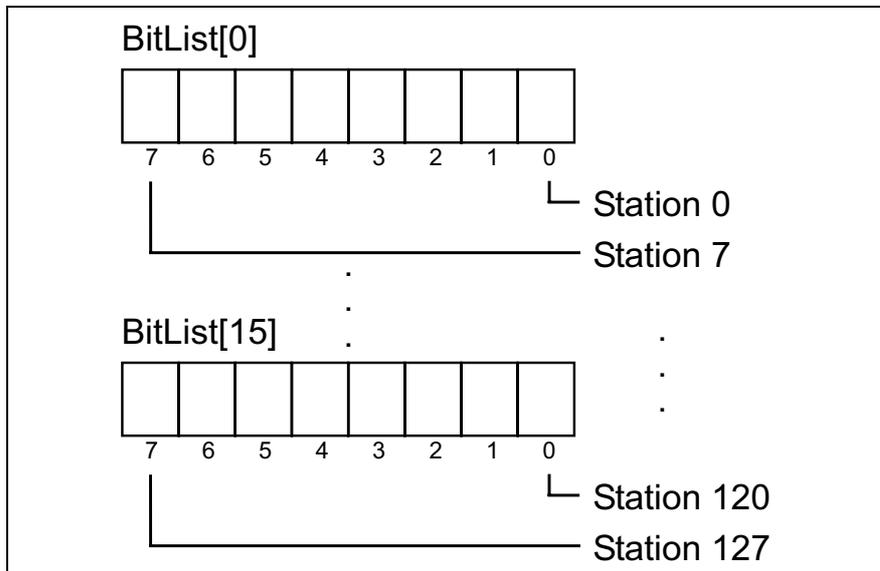 BitList[0]
7 6 5 4 3 2 1 0
Station 0
Station 7
.
.
.
BitList[15]
.
.
.
7 6 5 4 3 2 1 0
Station 120
Station 127